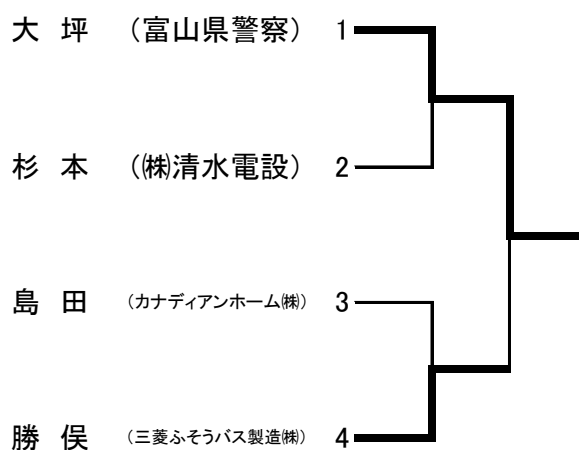 大 坪 （富山県警察） 1
杉 本 （㈱清水電設） 2
島 田 （カナディアンホーム㈱） 3
勝 俣 （三菱ふそうバス製造㈱） 4